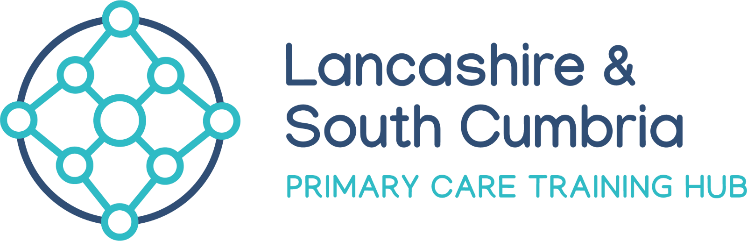 Lancashire &
South Cumbria
PRIMARY CARE TRAINING HUB